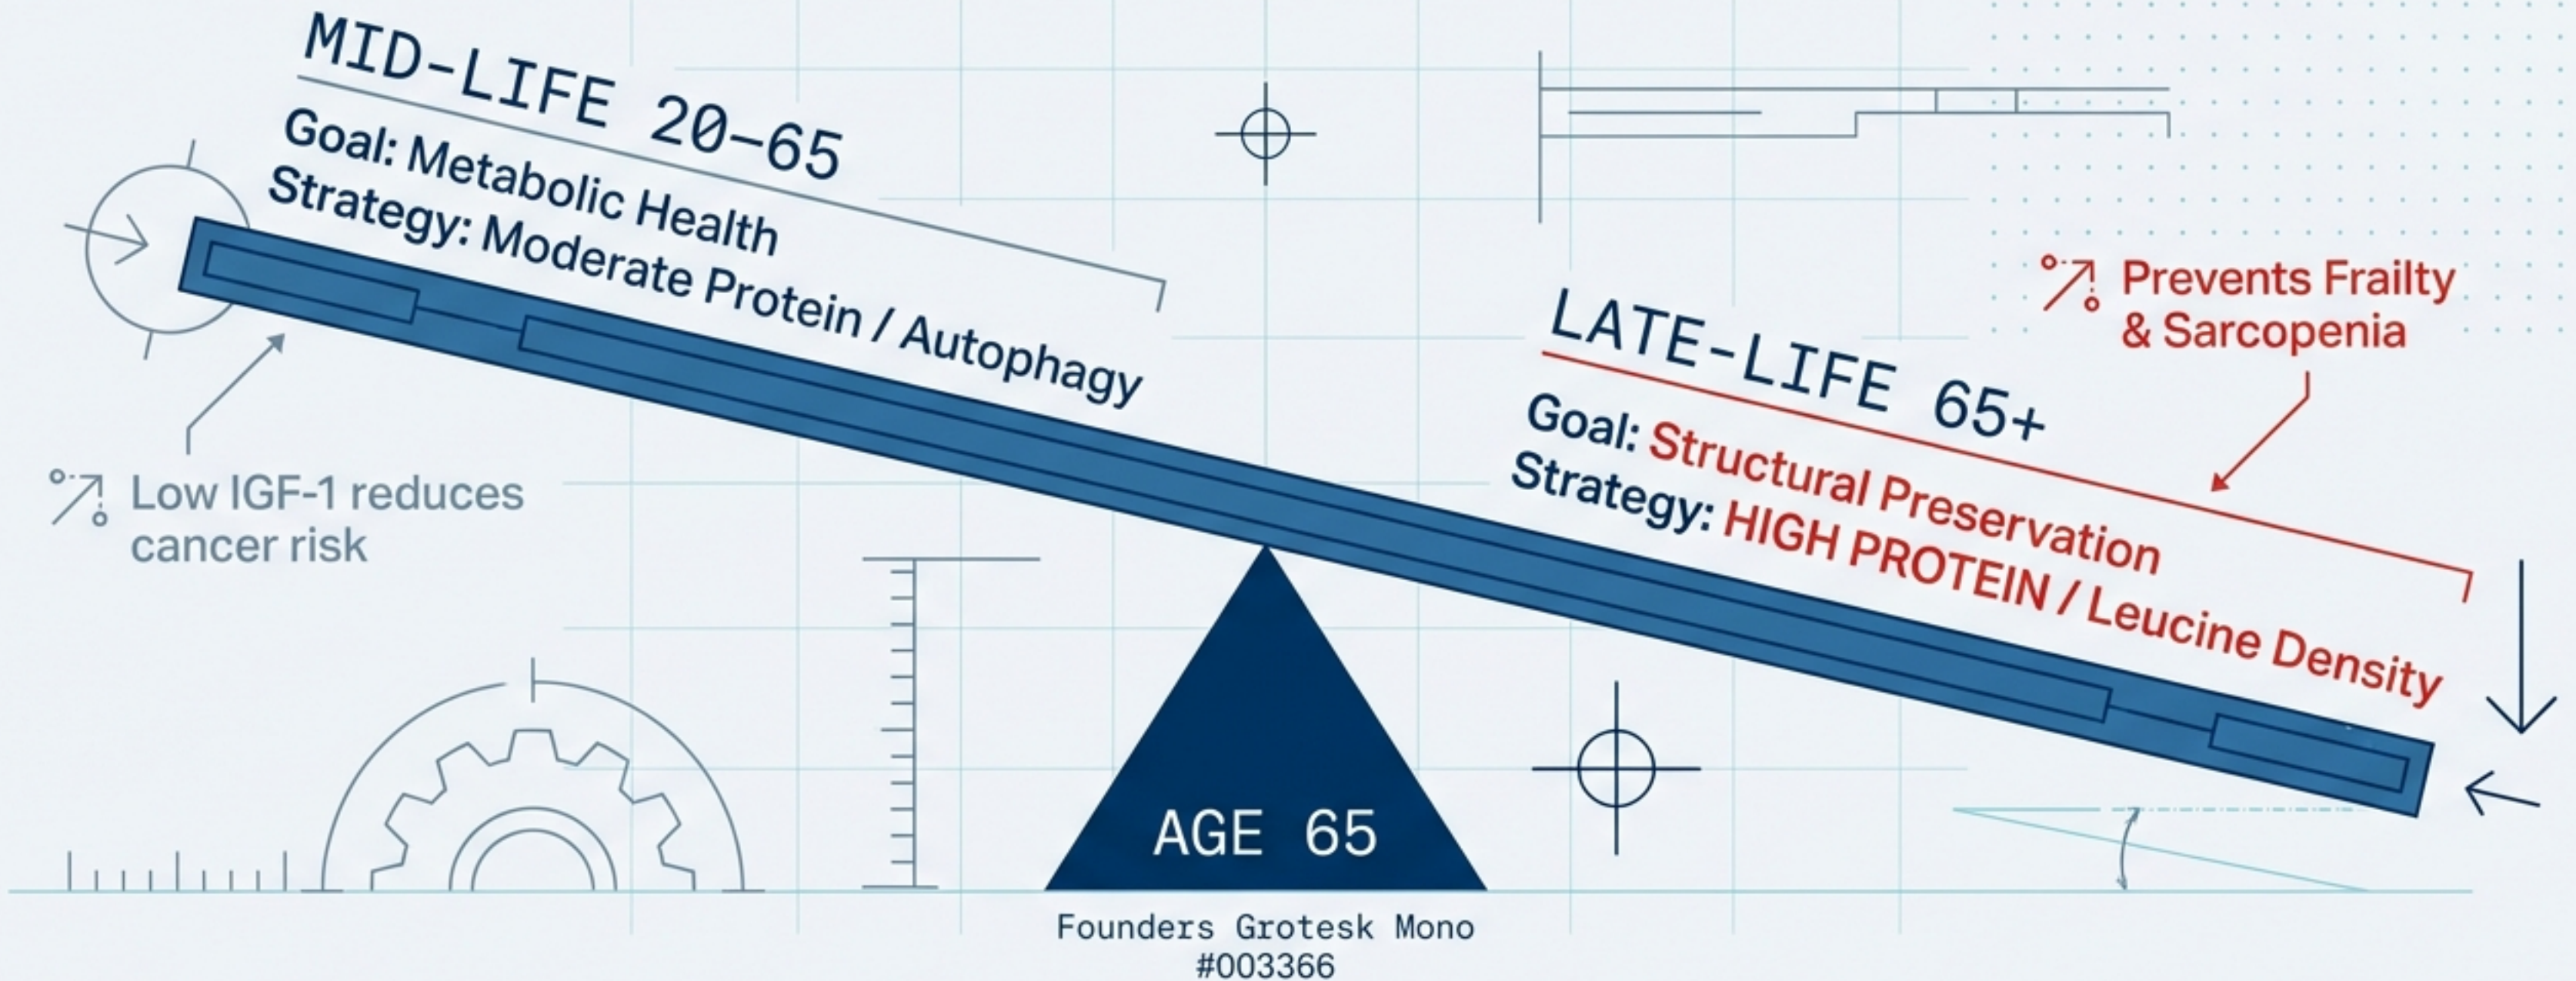 MID-LIFE 20–65
Goal: Metabolic Health
Strategy: Moderate Protein / Autophagy
Low IGF-1 reduces
cancer risk
LATE-LIFE 65+
Goal: Structural Preservation
Strategy: HIGH PROTEIN / Leucine Density
Prevents Frailty
& Sarcopenia
AGE 65
Founders Grotesk Mono
#003366